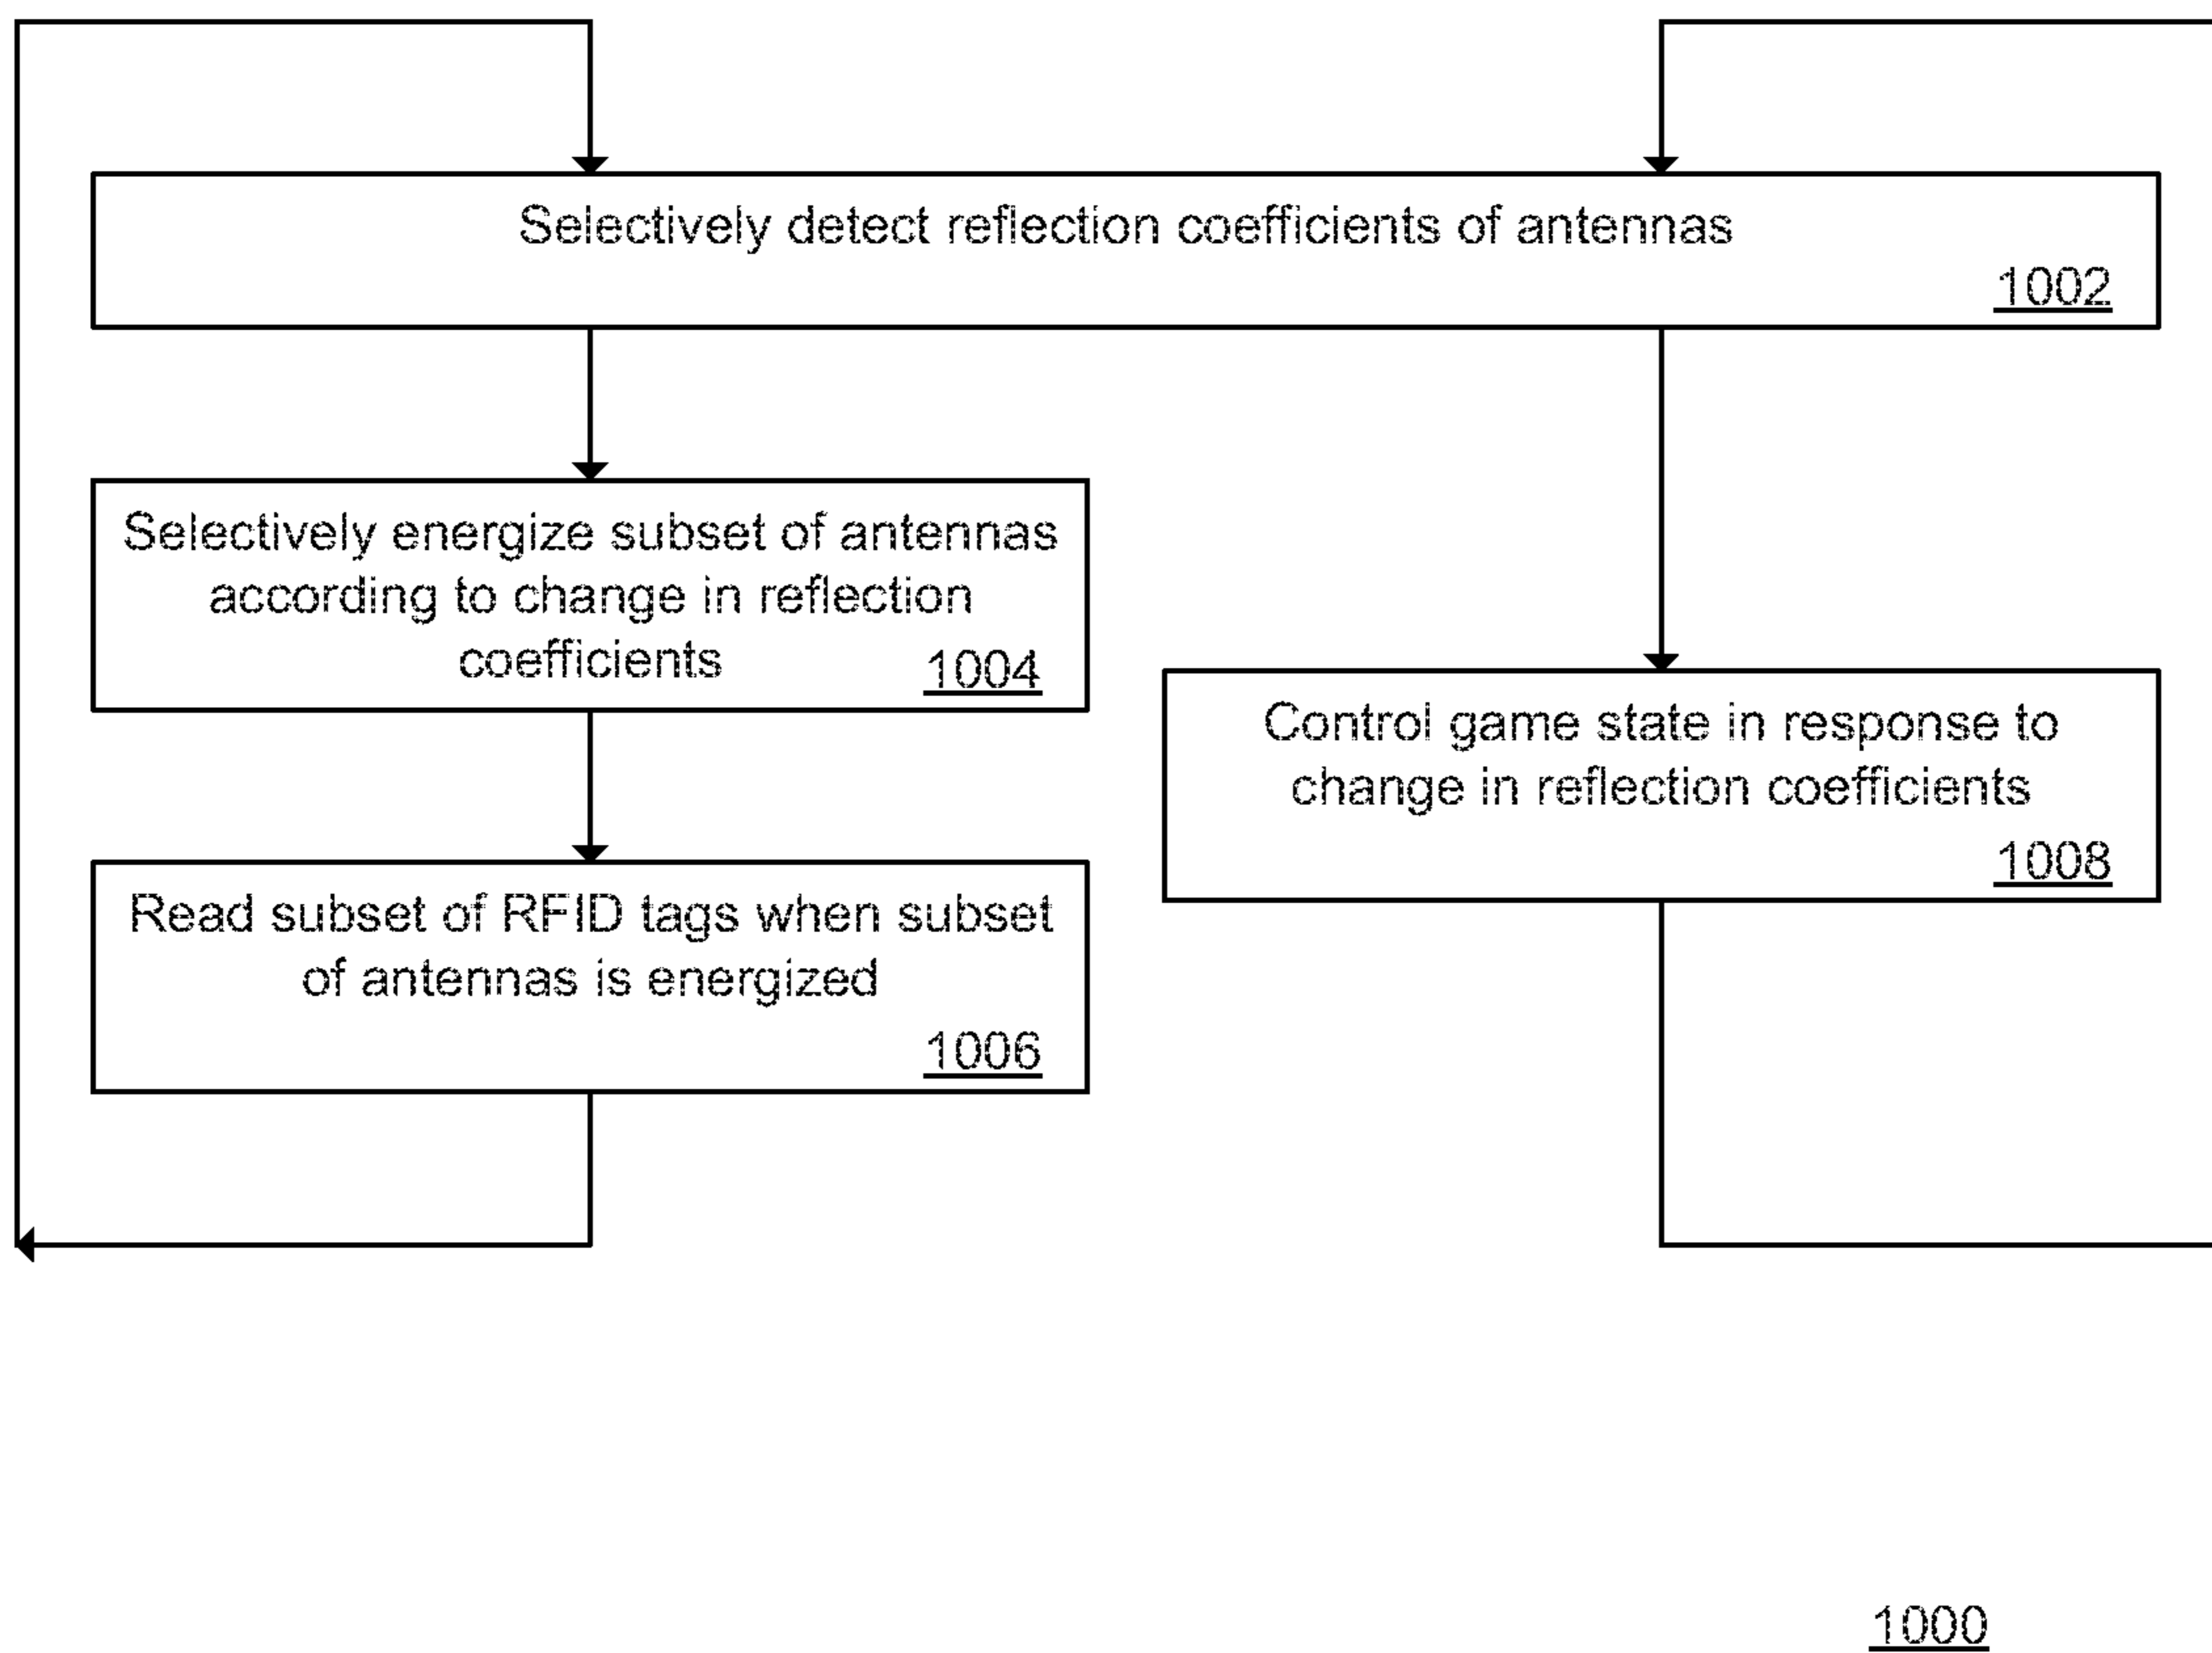 Selectively detect reflection coefficients of antennas
1002
Selectively energize subset of antennas
according to change in reflection
coefficients
1004
Read subset of RFID tags when subset
of antennas is energized
1006
Control game state in response to
change in reflection coefficients
1008
1000